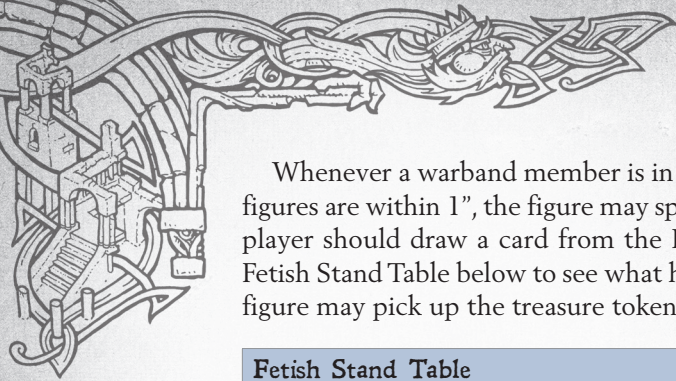 Whenever a warband member is in
figures are within 1”, the figure may
player should draw a card from the
Fetish Stand Table below to see what
figure may pick up the treasure token
Fetish Stand Table